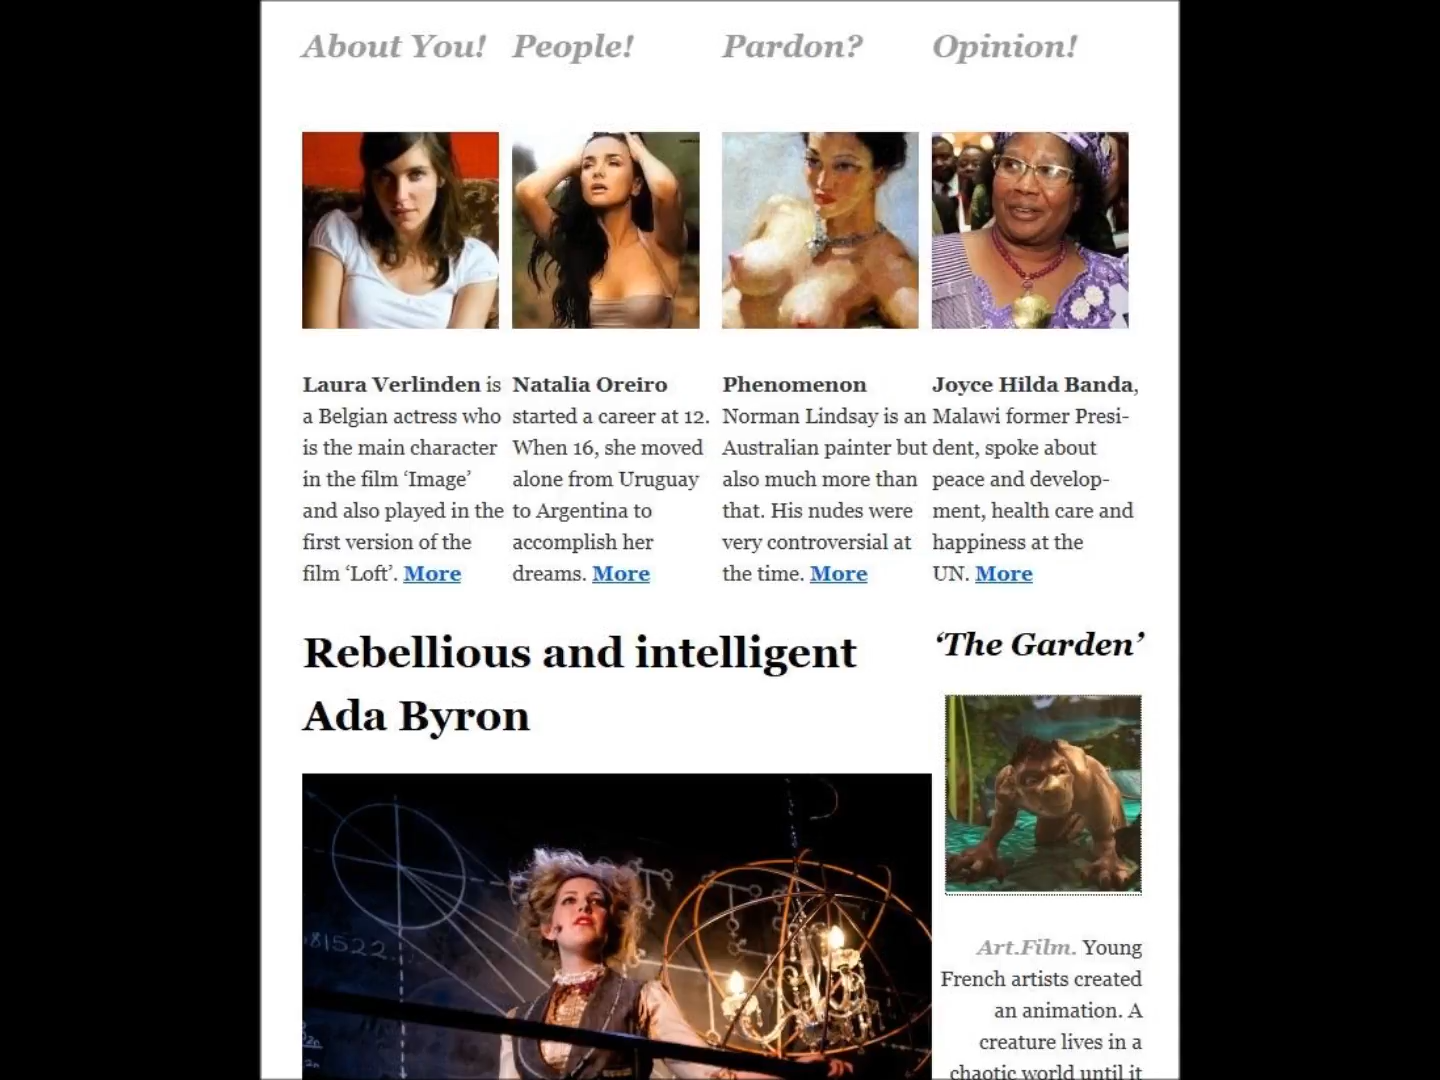 About You!
People!
Pardon?
Opinion!
Laura Verlinden is
a Belgian actress who
is the main character
in the film ‘Image’
and also played in the
first version of the
film ‘Loft’. More
Natalia Oreiro
started a career at 12.
When 16, she moved
alone from Uruguay
to Argentina to
accomplish her
dreams. More
Phenomenon
Norman Lindsay is an
Australian painter but
also much more than
that. His nudes were
very controversial at
the time. More
Joyce Hilda Banda,
Malawi former Presi-
dent, spoke about
peace and develop-
ment, health care and
happiness at the
UN. More
Rebellious and intelligent
Ada Byron
81522
‘The Garden’
Art.Film. Young
French artists created
an animation. A
creature lives in a
chaotic world until it